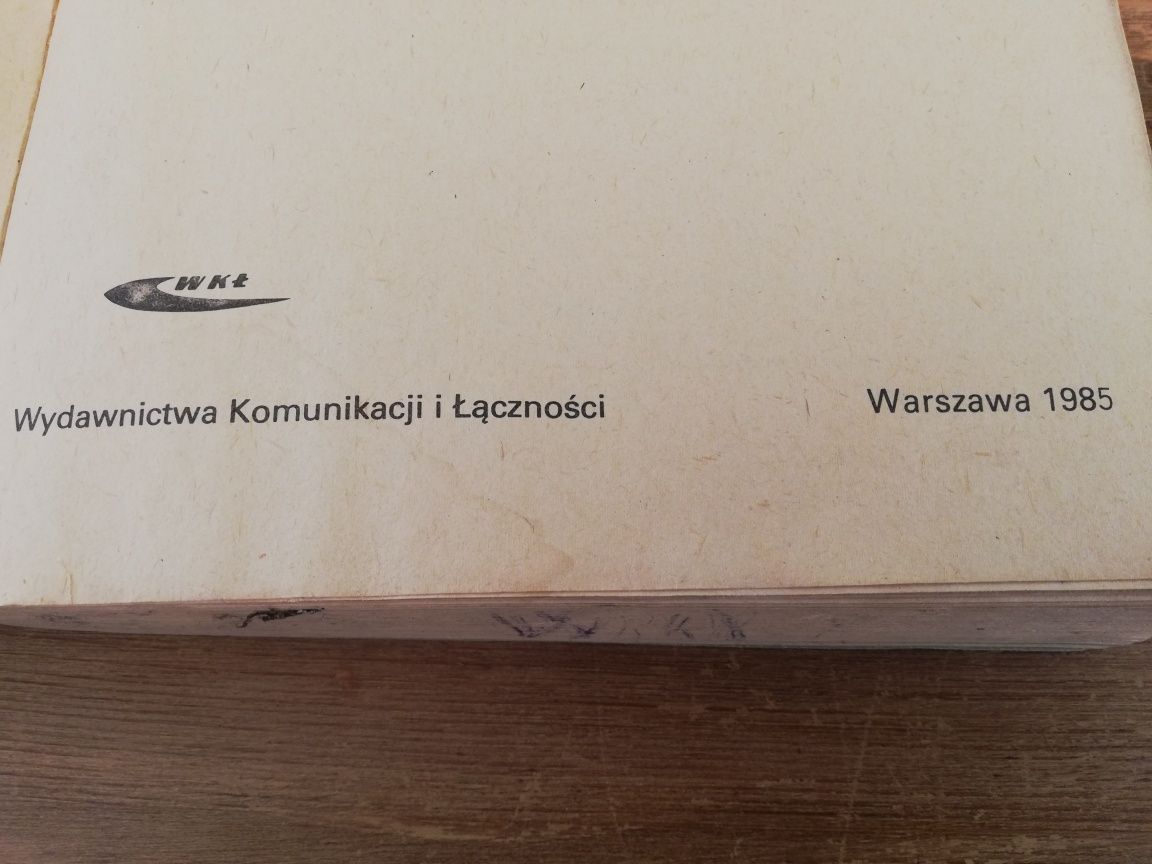 WKŁ
Wydawnictwa Komunikacji i Łączności
Warszawa 1985